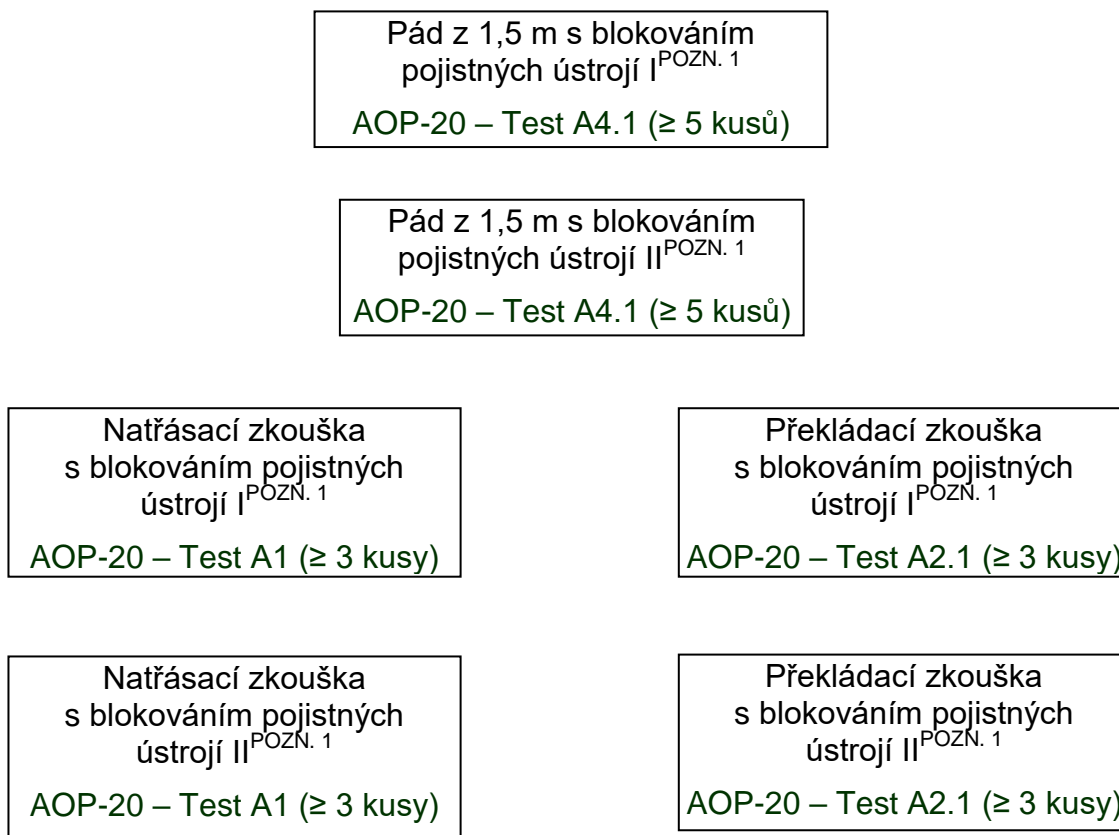 Pád z 1,5 m s blokováním
pojistných ústrojí I POZN. 1
AOP-20 – Test A4.1 (≥ 5 kusů)
Pád z 1,5 m s blokováním
pojistných ústrojí II POZN. 1
AOP-20 – Test A4.1 (≥ 5 kusů)
Natřásací zkouška
s blokováním pojistných
ústrojí I POZN. 1
AOP-20 – Test A1 (≥ 3 kusy)
Překládací zkouška
s blokováním pojistných
ústrojí I POZN. 1
AOP-20 – Test A2.1 (≥ 3 kusy)
Natřásací zkouška
s blokováním pojistných
ústrojí II POZN. 1
AOP-20 – Test A1 (≥ 3 kusy)
Překládací zkouška
s blokováním pojistných
ústrojí II POZN. 1
AOP-20 – Test A2.1 (≥ 3 kusy)